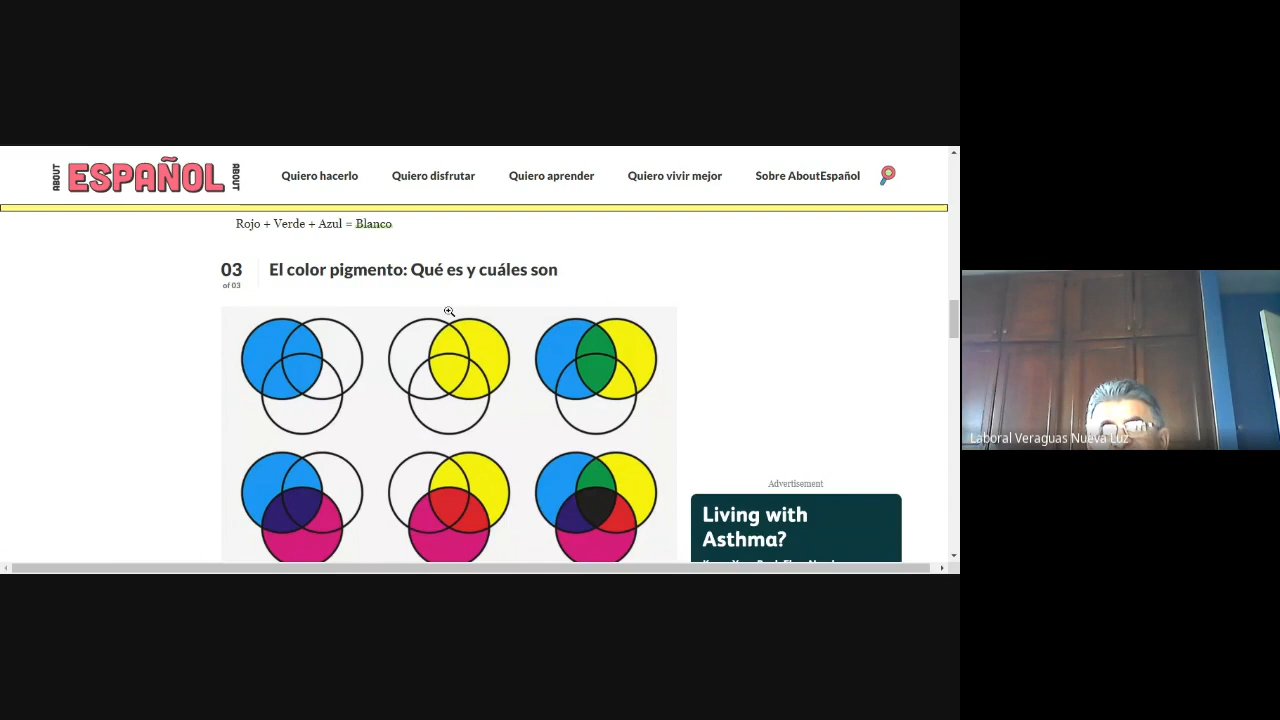 ABOUT ESPAÑOL ABOUT
Quiero hacerlo Quiero disfrutar Quiero aprender Quiero vivir mejor Sobre AboutEspañol
Rojo + Verde + Azul = Blanco
03
of 03
El color pigmento: Qué es y cuáles son
Advertisement
Living with
Asthma?
Laboral Veraguas Nueva Luz